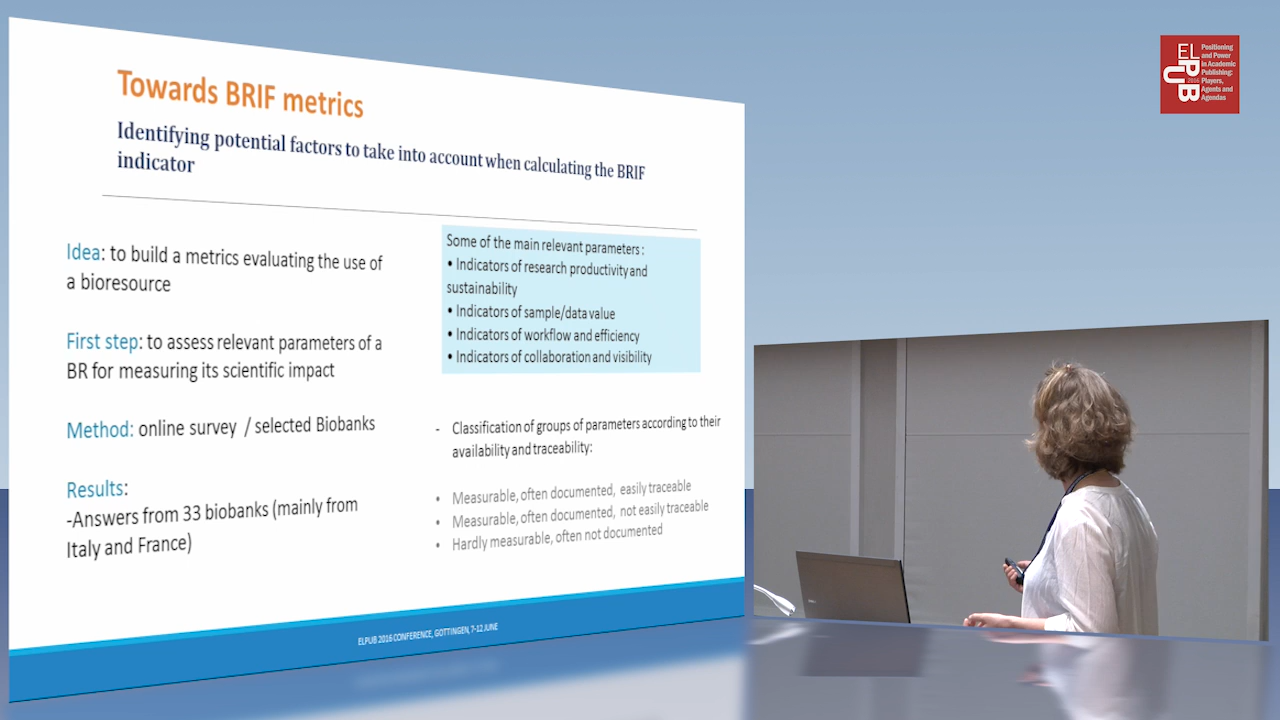 Towards BRIF metrics
Identifying potential factors to take into account when calculating the BRIF
indicator
Idea: to build a metrics evaluating the use of
a bioresource
First step: to assess relevant parameters of a
BR for measuring its scientific impact
Method: online survey / selected Biobanks
Results:
-Answers from 33 biobanks (mainly from
Italy and France)
Some of the main relevant parameters :
• Indicators of research productivity and
sustainability
• Indicators of sample/data value
• Indicators of workflow and efficiency
• Indicators of collaboration and visibility
- Classification of groups of parameters according to their
availability and traceability:
• Measurable, often documented, easily traceable
• Measurable, often documented, not easily traceable
• Hardly measurable, often not documented
ELPUB 2016 CONFERENCE, GÖTTINGEN, 7-12 JUNE
ELPUB
2016
Positioning
and Power
in Academic
Publishing:
Players,
Agents and
Agendas